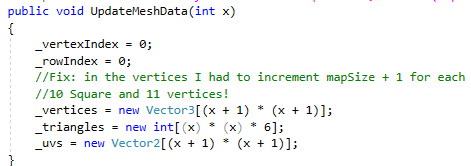 public void UpdateMeshData(int x)
{
_vertexIndex = 0;
_rowIndex = 0;
//Fix: in the vertices I had to increment mapSize + 1 for each
//10 Square and 11 vertices!
_vertices = new Vector3[(x + 1) * (x + 1)];
_triangles = new int[(x) * (x) * 6];
_uvs = new Vector2[(x + 1) * (x + 1)];
}